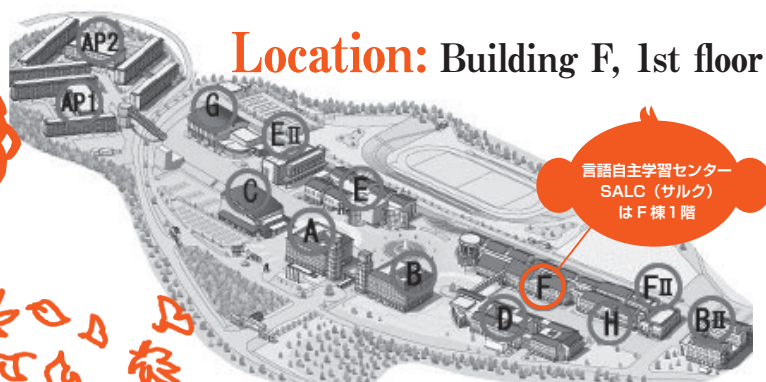 Location: Building F, 1st floor
AP2
AP1
G
EⅡ
C
E
A
B
言語自主学習センター
SALC（サルク）
はF棟1階
F
FⅡ
D
H
BⅡ